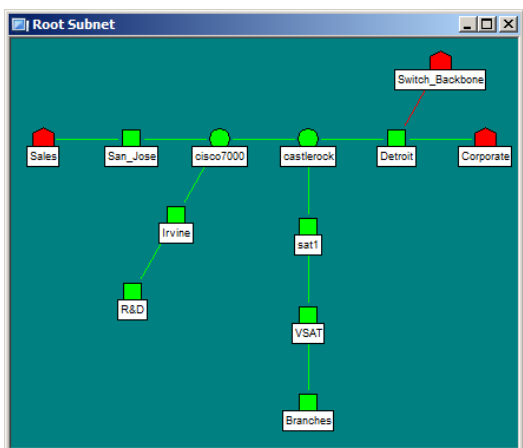 Root Subnet
Switch_Backbone
Sales
San_Jose
cisco7000
castlerock
Detroit
Corporate
Irvine
sat1
R&D
VSAT
Branches